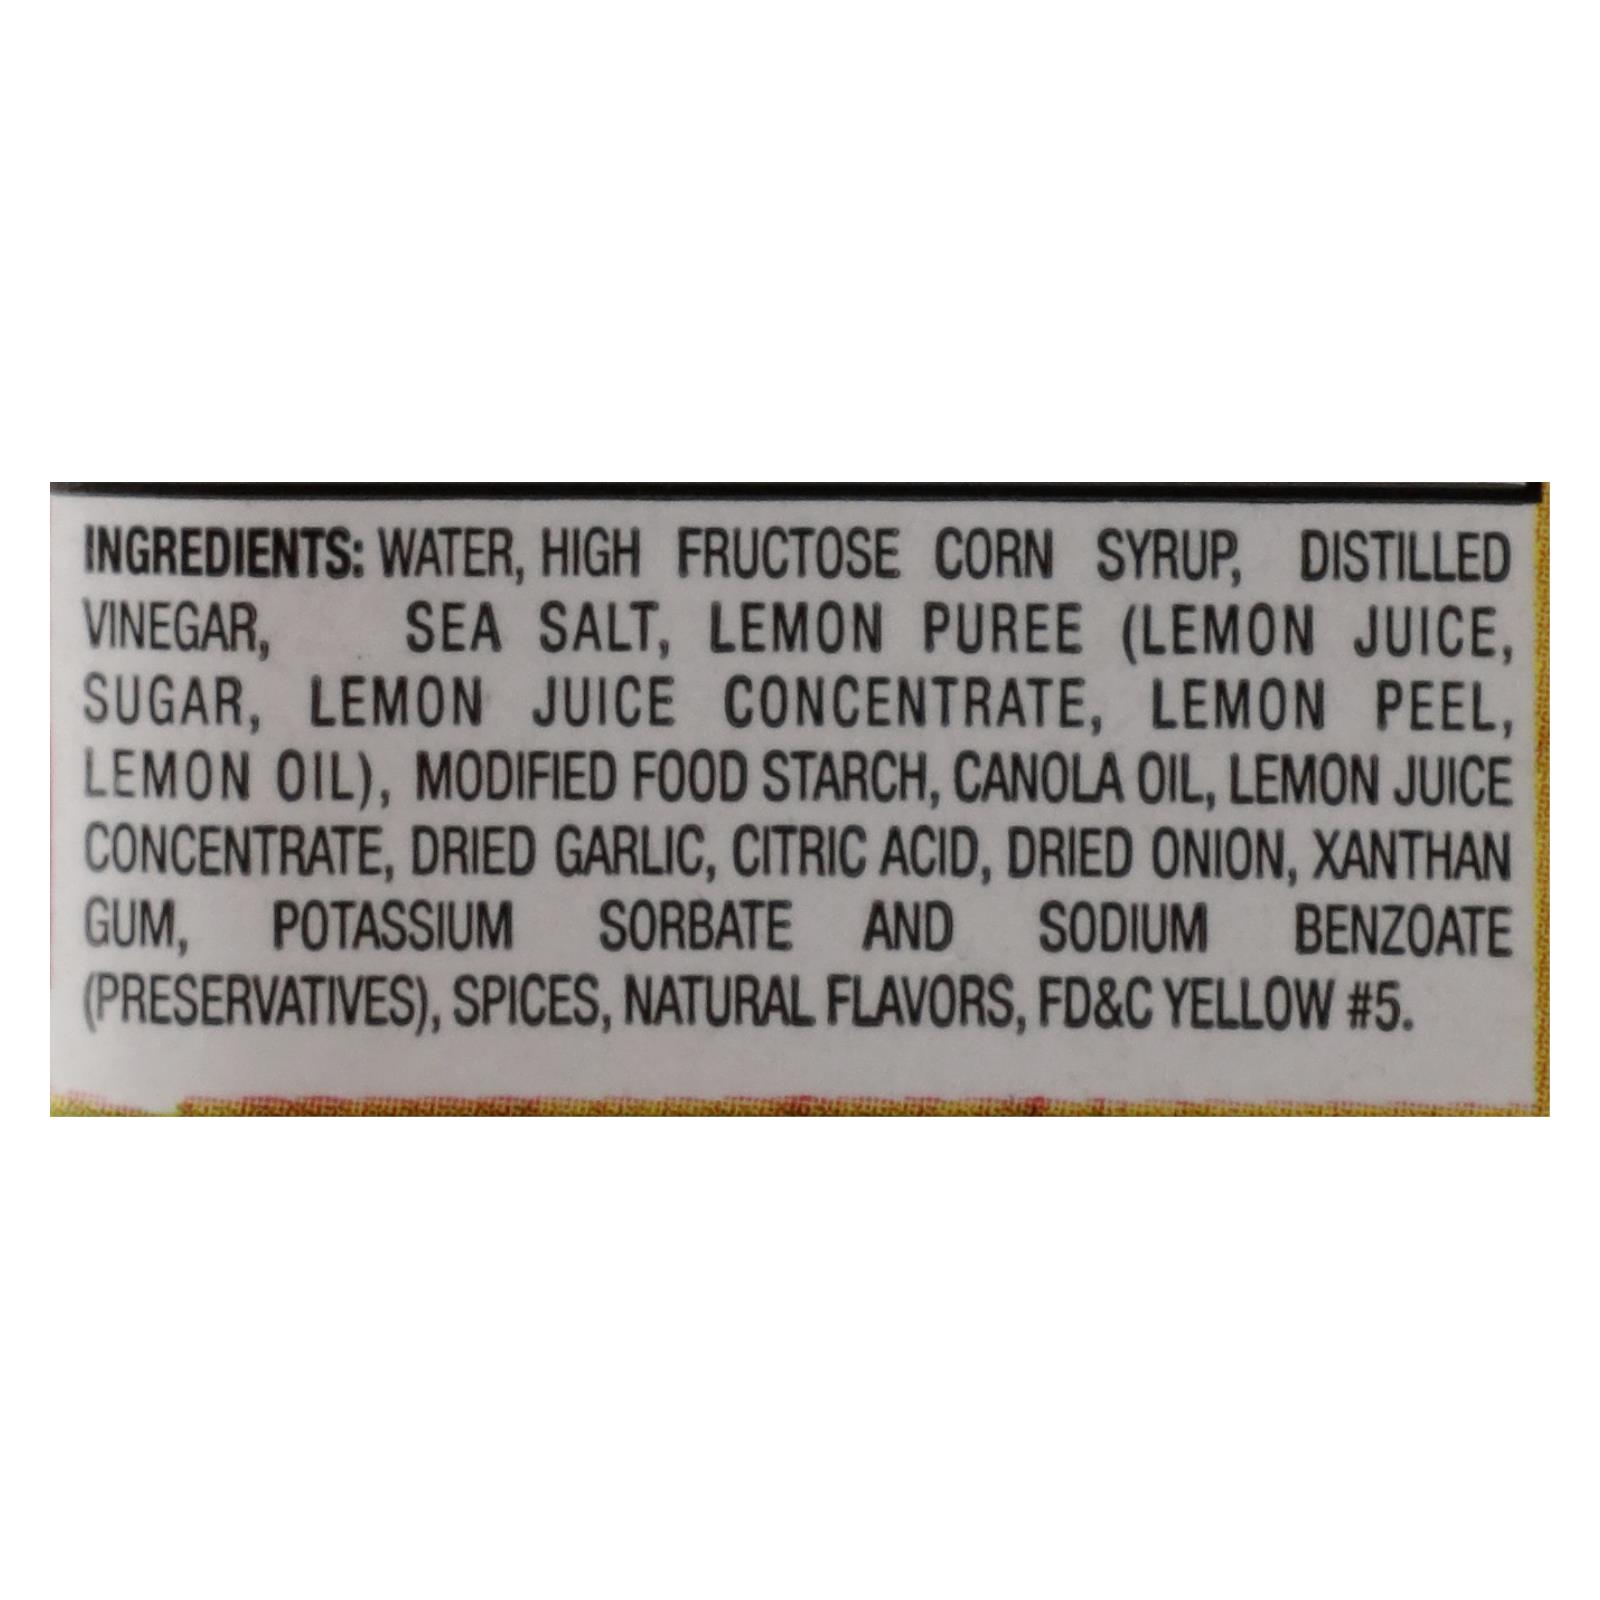 INGREDIENTS: WATER, HIGH FRUCTOSE CORN SYRUP, DISTILLED
VINEGAR, SEA SALT, LEMON PUREE (LEMON JUICE,
SUGAR, LEMON JUICE CONCENTRATE, LEMON PEEL,
LEMON OIL), MODIFIED FOOD STARCH, CANOLA OIL, LEMON JUICE
CONCENTRATE, DRIED GARLIC, CITRIC ACID, DRIED ONION, XANTHAN
GUM, POTASSIUM SORBATE AND SODIUM BENZOATE
(PRESERVATIVES), SPICES, NATURAL FLAVORS, FD&C YELLOW #5.